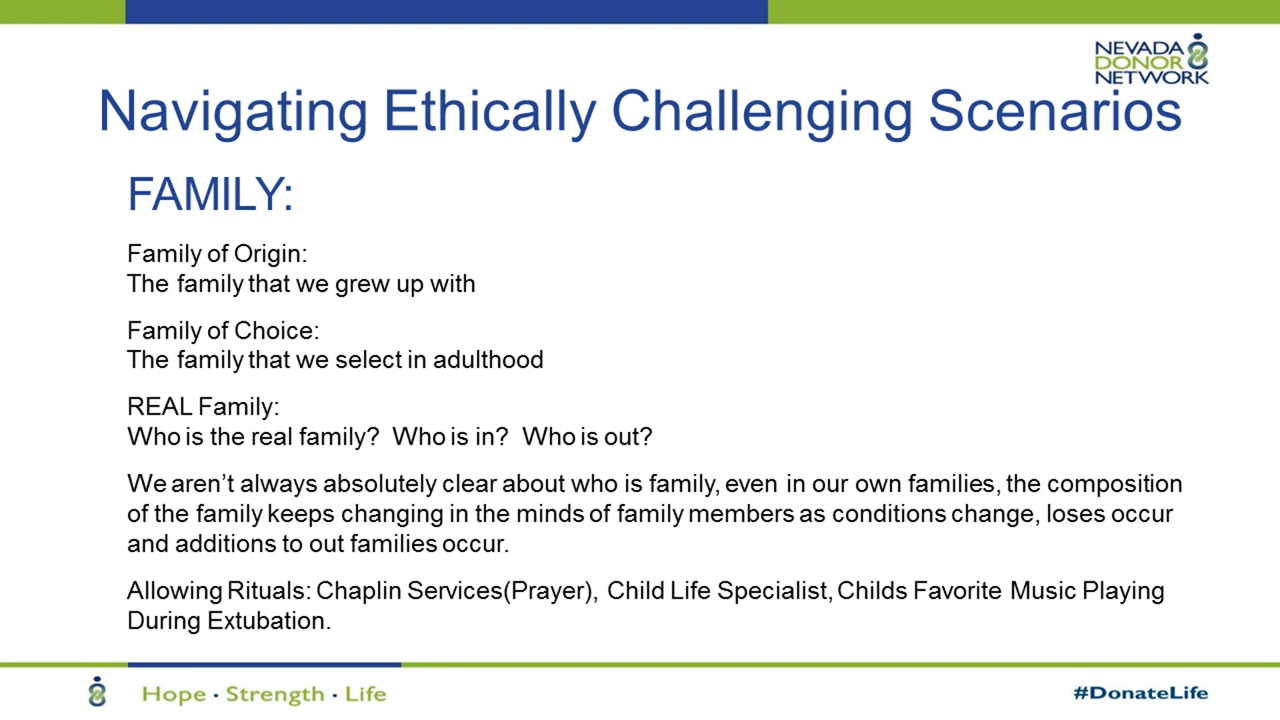 NEVADA
DONOR
NETWORK
Navigating Ethically Challenging Scenarios
FAMILY:
Family of Origin:
The family that we grew up with
Family of Choice:
The family that we select in adulthood
REAL Family:
Who is the real family?  Who is in?  Who is out?
We aren’t always absolutely clear about who is family, even in our own families, the composition
of the family keeps changing in the minds of family members as conditions change, loses occur
and additions to out families occur.
Allowing Rituals: Chaplin Services(Prayer), Child Life Specialist, Childs Favorite Music Playing
During Extubation.
Hope · Strength · Life
#DonateLife